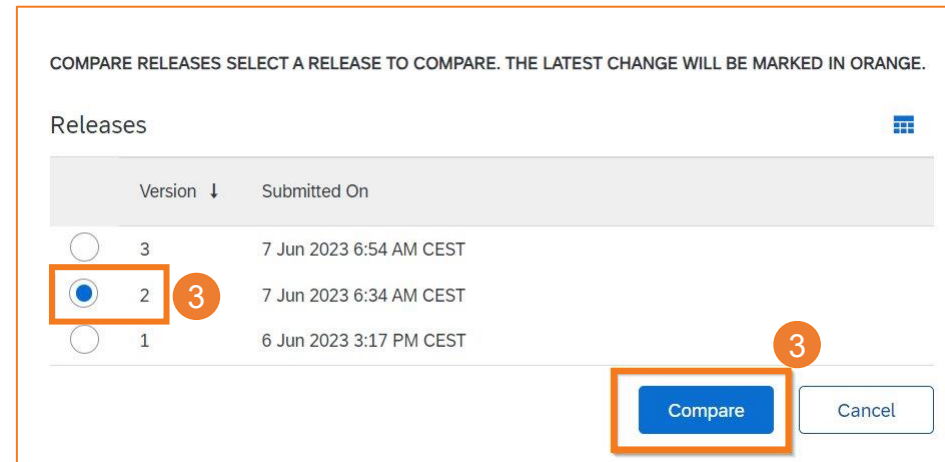 COMPARE RELEASES SELECT A RELEASE TO COMPARE. THE LATEST CHANGE WILL BE MARKED IN ORANGE.
Releases
Version ↓ Submitted On
3 7 Jun 2023 6:54 AM CEST
2 3 7 Jun 2023 6:34 AM CEST
1 6 Jun 2023 3:17 PM CEST
3
Compare Cancel